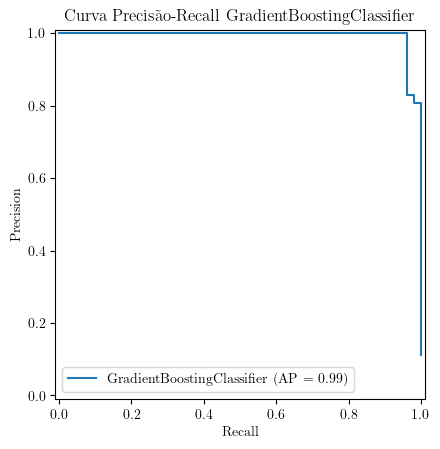 Curva Precisão-Recall GradientBoostingClassifier
1.0
0.8
0.6
0.4
0.2
0.0
Precision
GradientBoostingClassifier (AP = 0.99)
0.0 0.2 0.4 0.6 0.8 1.0
Recall